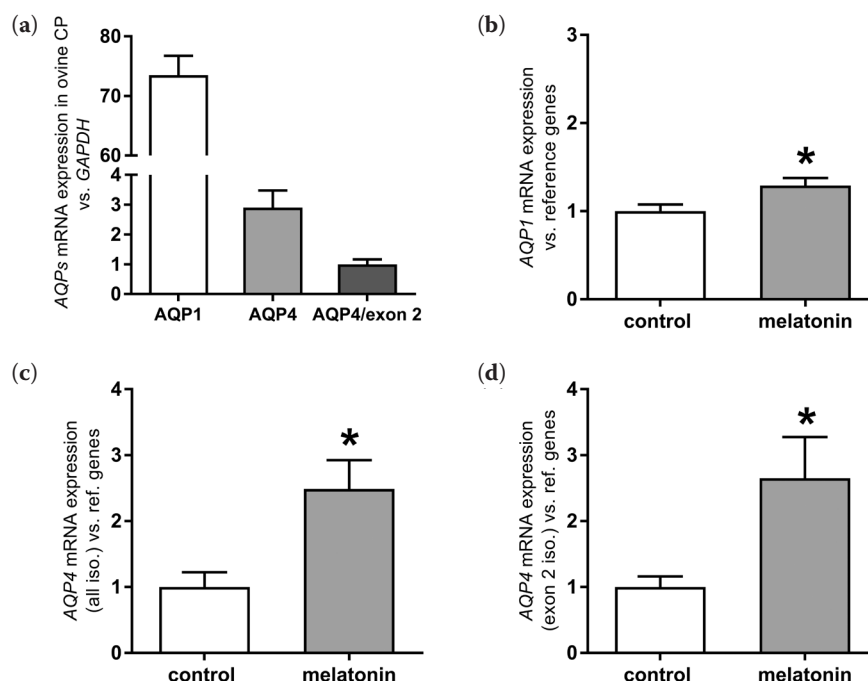 (a)
AQPs mRNA expression in ovine CP
vs. GAPDH
80
70
60
4
3
2
1
0
AQP1
AQP4
AQP4/exon 2
(b)
AQP1 mRNA expression
vs. reference genes
3
2
1
0
*
control
melatonin
(c)
AQP4 mRNA expression
(all iso.) vs. ref. genes
4
3
2
1
0
*
control
melatonin
(d)
AQP4 mRNA expression
(exon 2 iso.) vs. ref. genes
4
3
2
1
0
*
control
melatonin